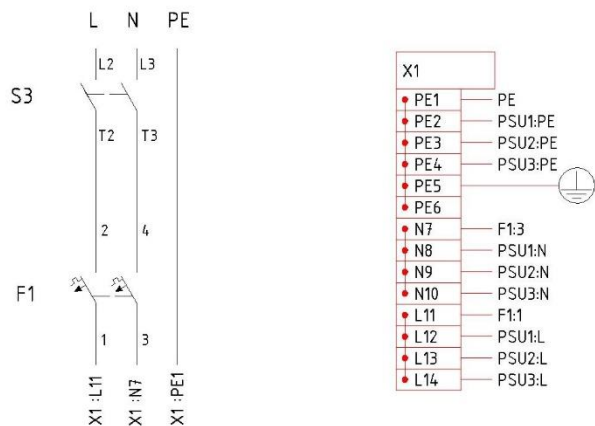 L N PE
L2 L3
S3
T2 T3
2 4
F1
1 3
X1 :L11
X1 :N7
X1 :PE1
X1
PE1 PE
PE2 PSU1:PE
PE3 PSU2:PE
PE4 PSU3:PE
PE5
PE6
N7 F1:3
N8 PSU1:N
N9 PSU2:N
N10 PSU3:N
L11 F1:1
L12 PSU1:L
L13 PSU2:L
L14 PSU3:L